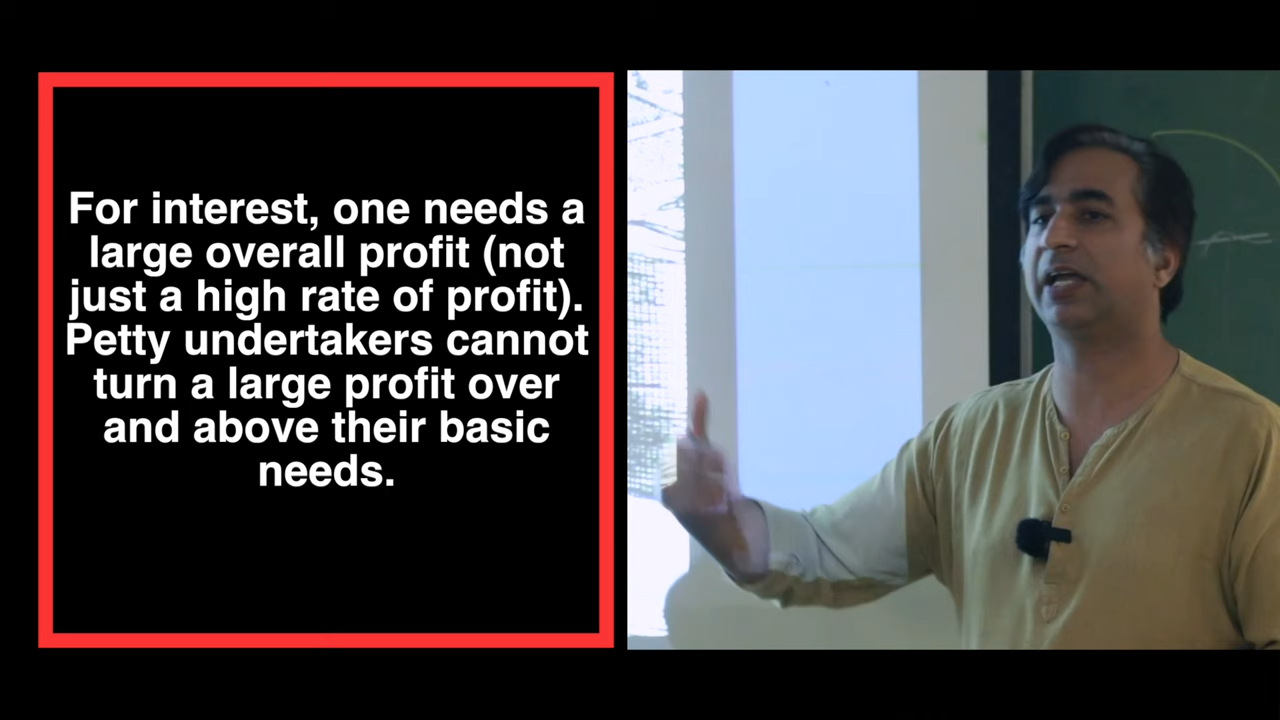 For interest, one needs a
large overall profit (not
just a high rate of profit).
Petty undertakers cannot
turn a large profit over
and above their basic
needs.